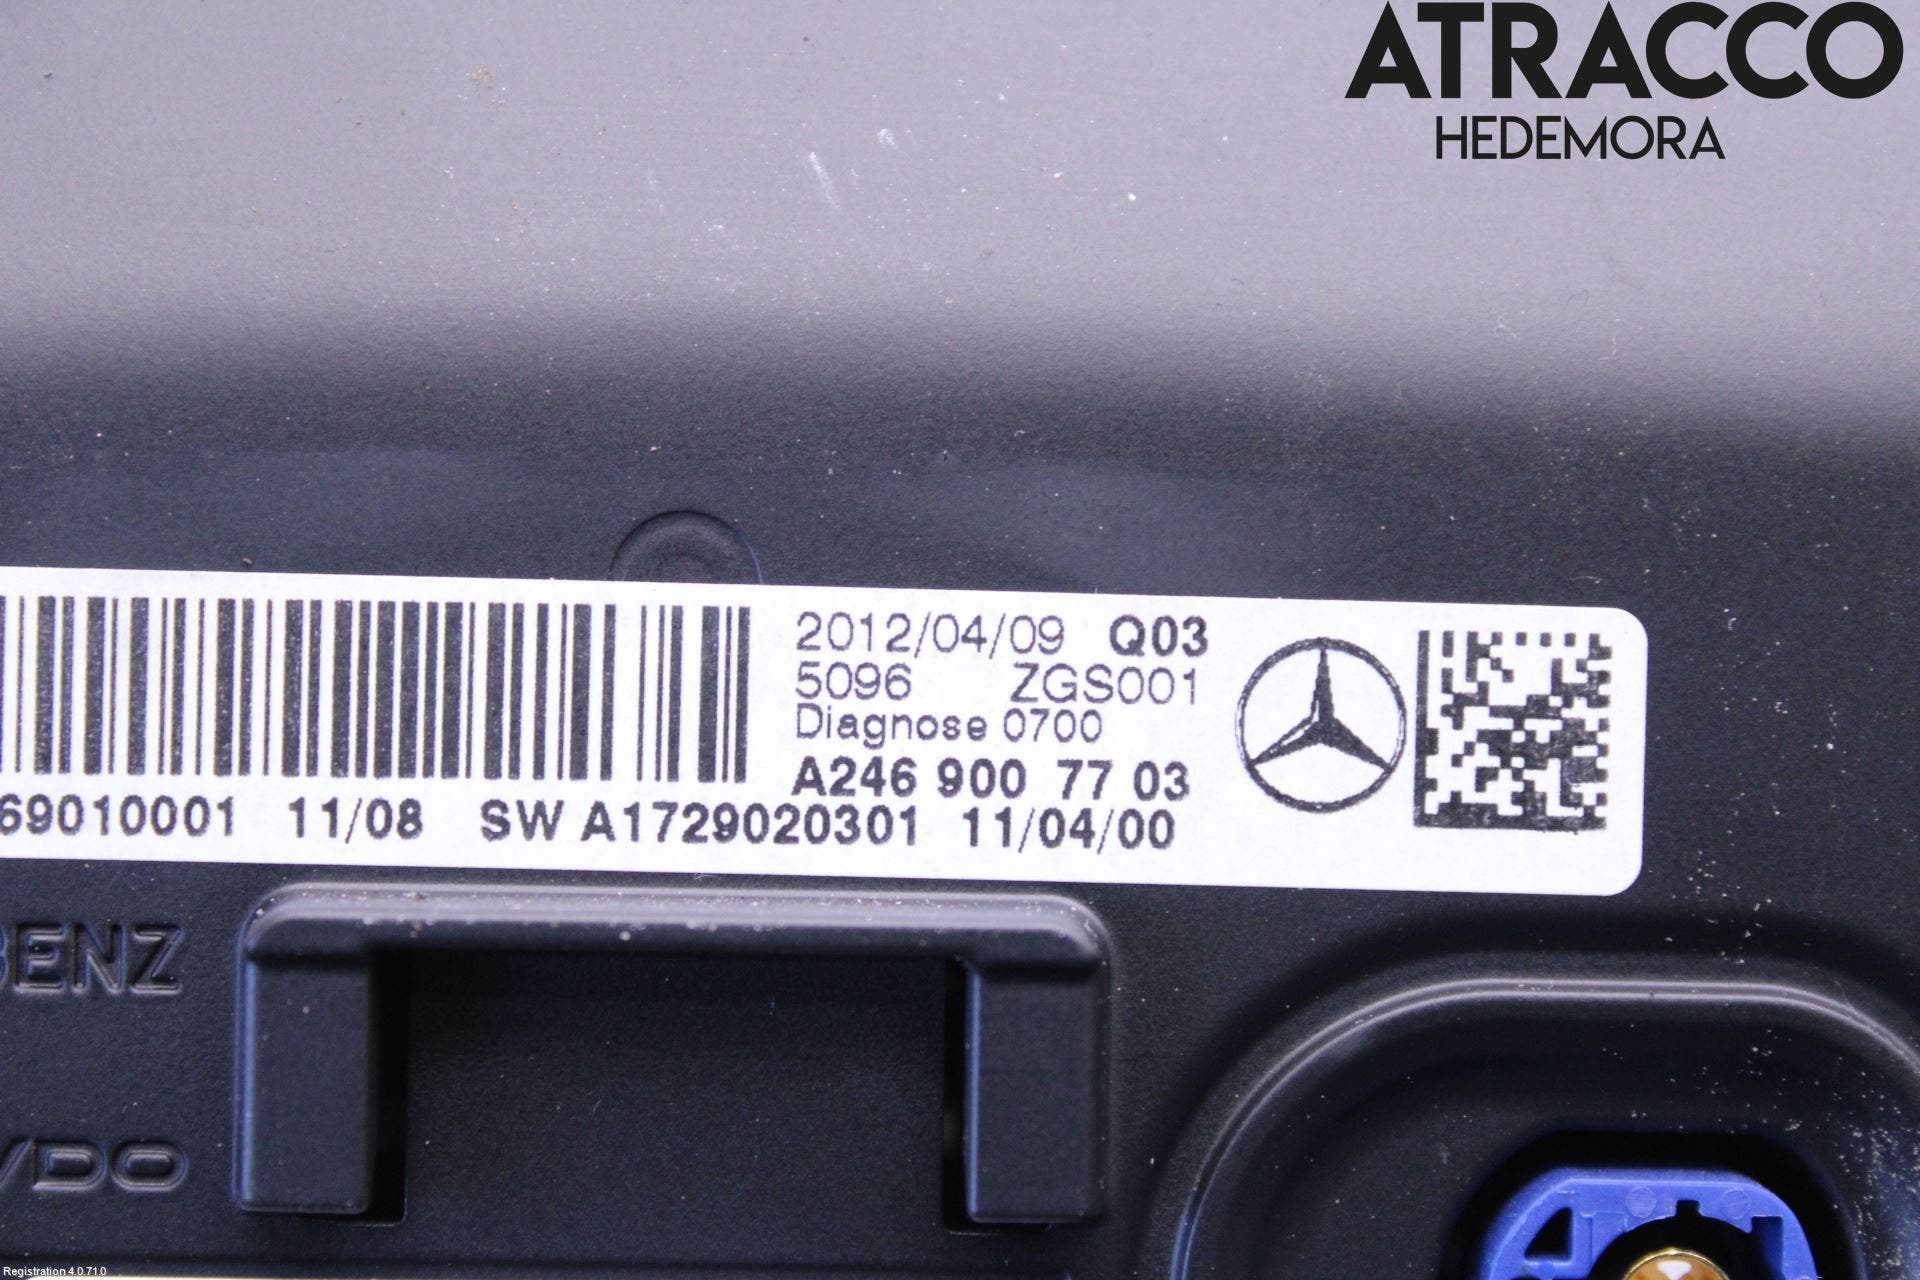 ATRACCO
HEDEMORA
2012/04/09 Q03
5096 ZGS001
Diagnose 0700
A246 900 77 03
69010001 11/08 SW A1729020301 11/04/00
BENZ
VDO
Registration 4.0.71.0